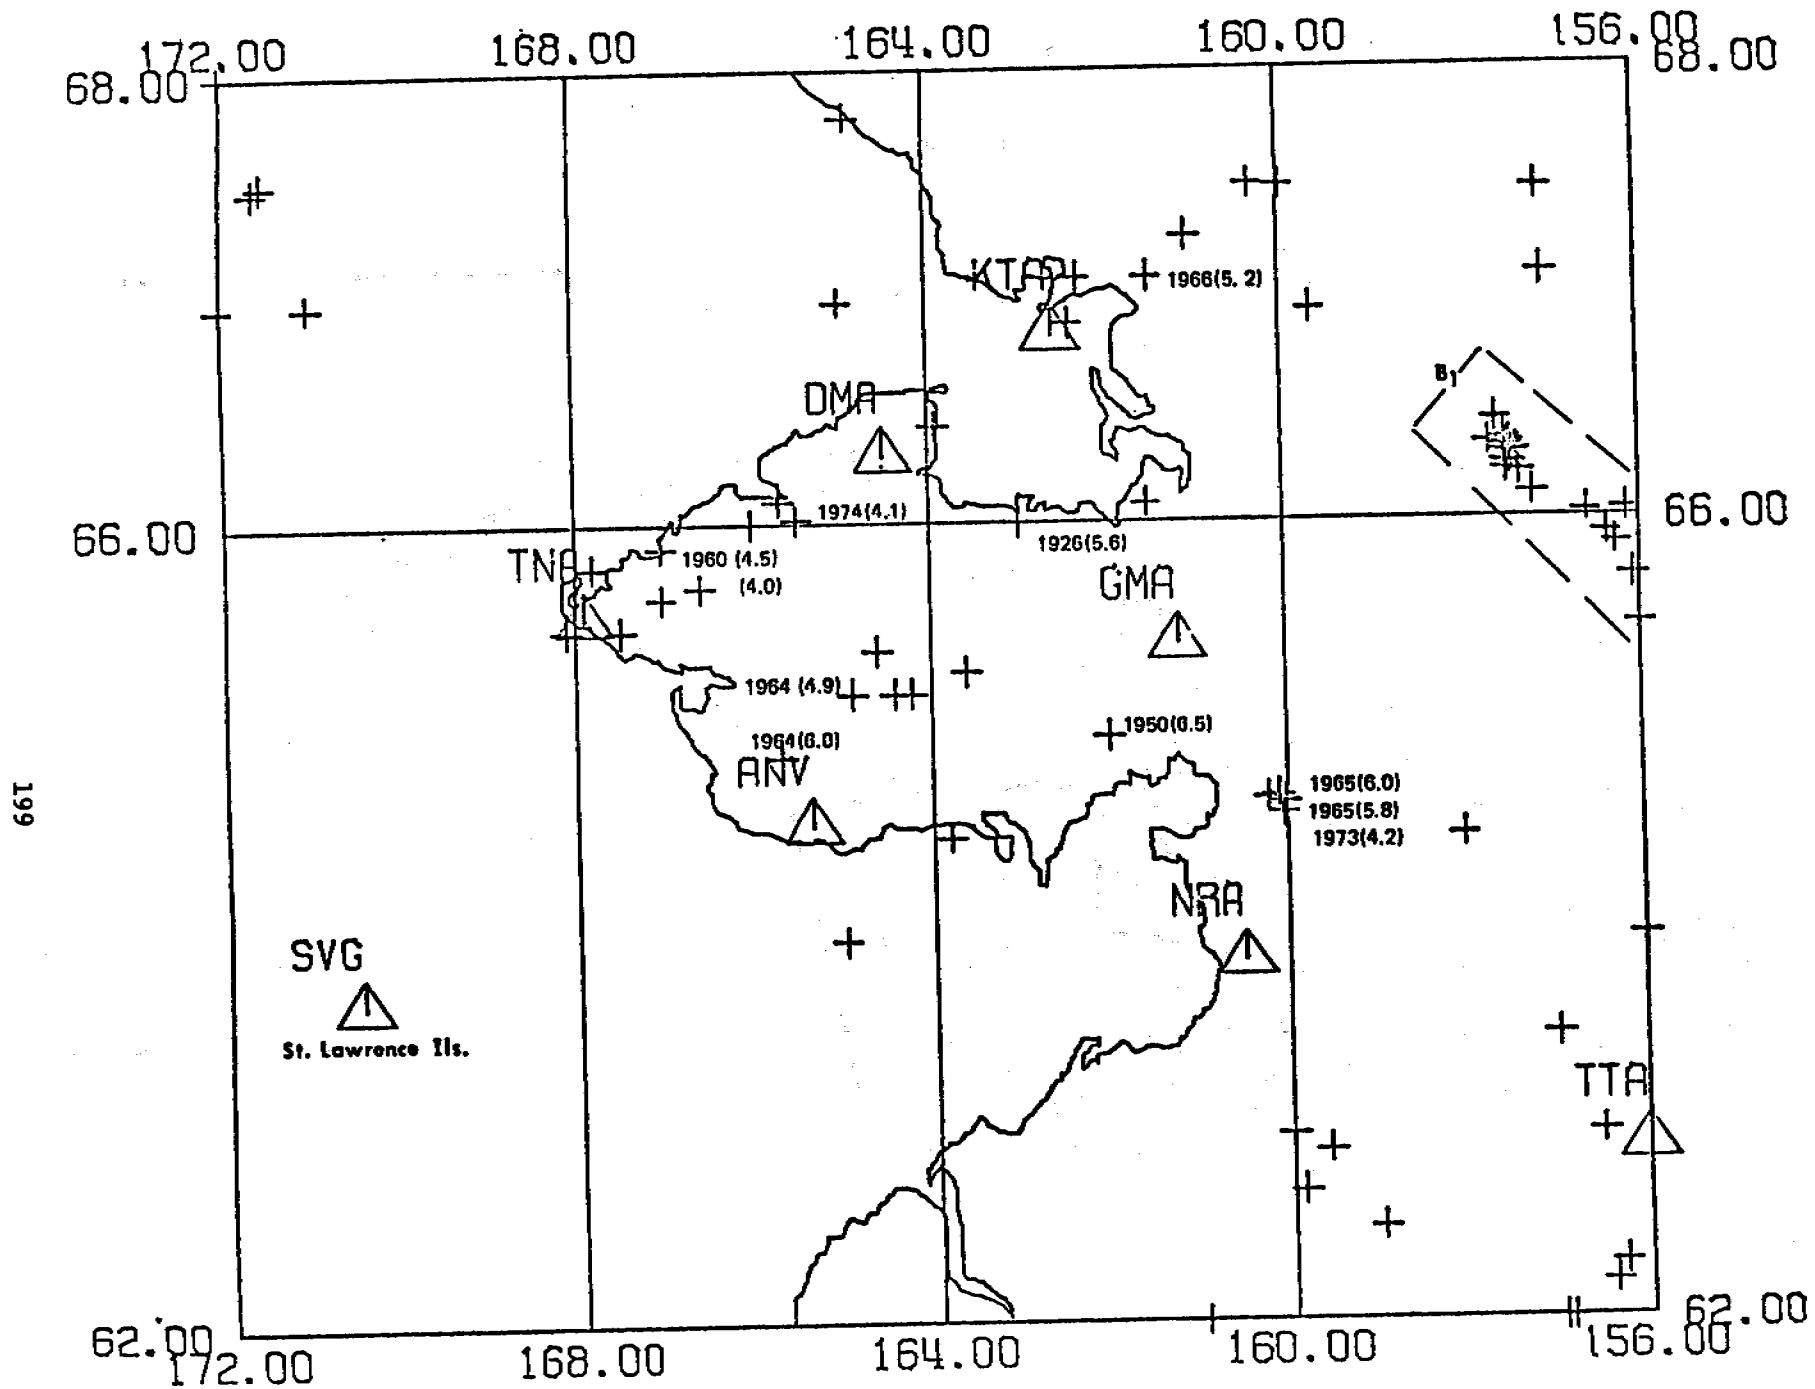 172.00 168.00 164.00 160.00 156.00
68.00 68.00
KTA
1966(5.2)
B1
DMA
1974(4.1)
66.00 66.00
1926(5.6)
TNA
1960 (4.5)
(4.0)
GMA
1964 (4.9)
1950(6.5)
1964(6.0)
ANV
1965(6.0)
1965(5.8)
1973(4.2)
199
NRA
SVG
St. Lawrence Ils.
TTA
62.00 62.00
172.00 168.00 164.00 160.00 156.00